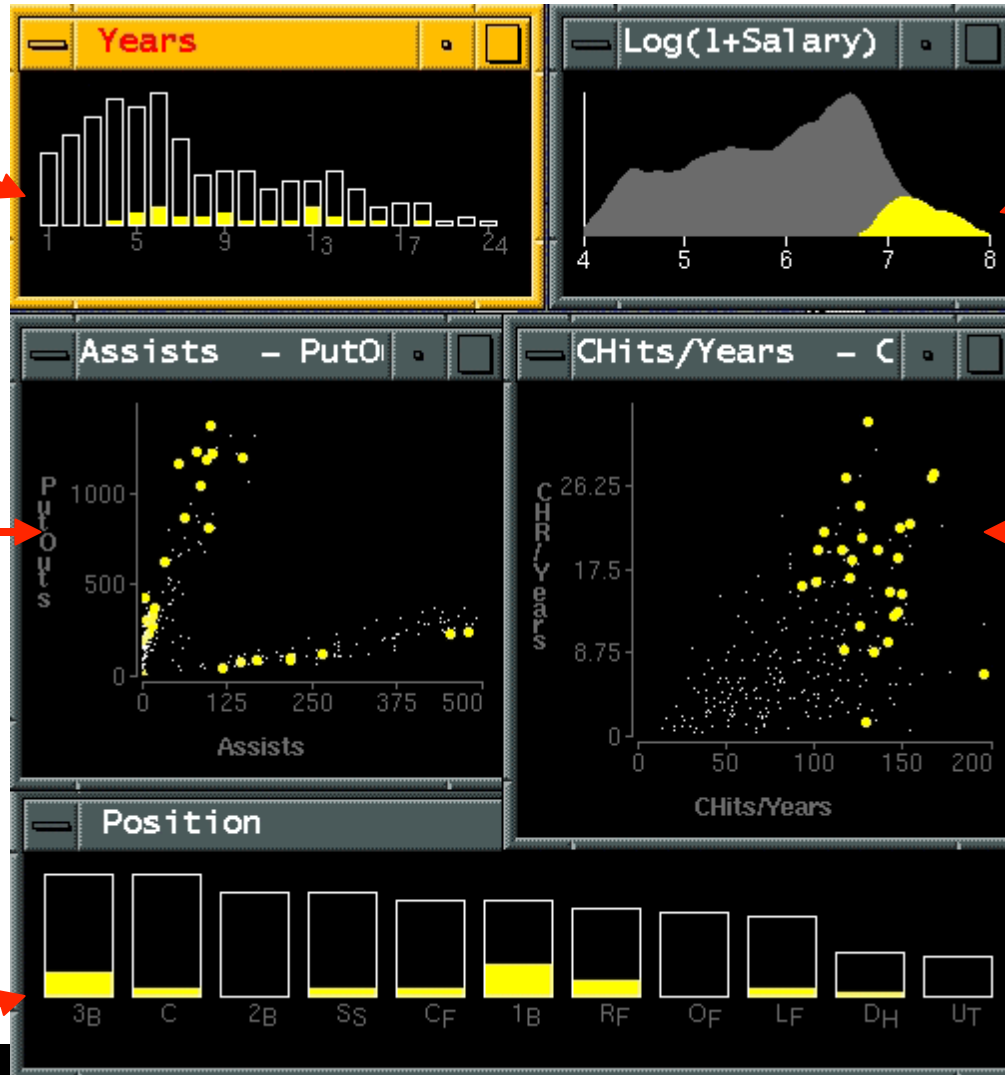 Years
1 5 9 13 17 24
Log(1+Salary)
4 5 6 7 8
Assists - PutO
PutOuts
1000
500
0
0 125 250 375 500
Assists
CHits/Years - C
CHR/Years
26.25
17.5
8.75
0
0 50 100 150 200
CHits/Years
Position
3B C 2B SS CF 1B RF OF LF DH UT